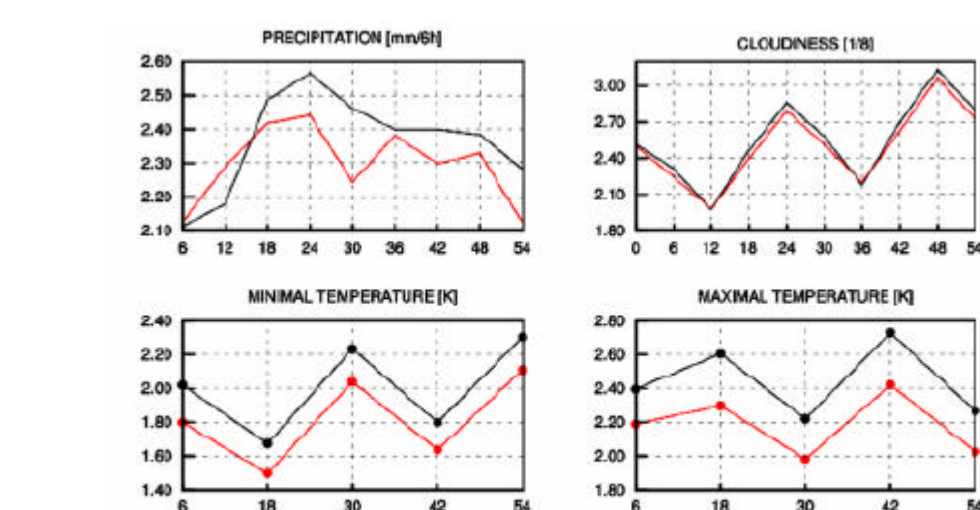 PRECIPITATION [mm/6h]
2.60
2.50
2.40
2.30
2.20
2.10
6 12 18 24 30 36 42 48 54
CLOUDINESS [1/8]
3.00
2.70
2.40
2.10
1.80
0 6 12 18 24 30 36 42 48 54
MINIMAL TEMPERATURE [K]
2.40
2.20
2.00
1.80
1.60
1.40
6 18 30 42 54
MAXIMAL TEMPERATURE [K]
2.80
2.60
2.40
2.20
2.00
1.80
6 18 30 42 54